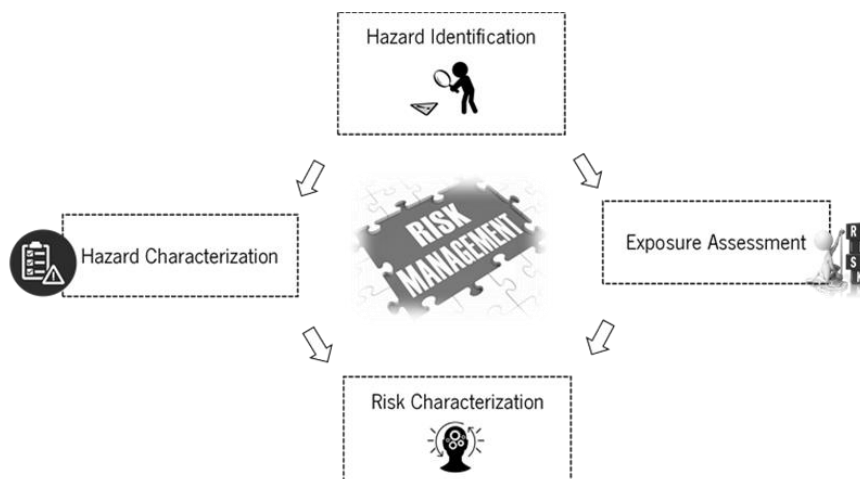 Hazard Identification
RISK
MANAGEMENT
Hazard Characterization
Exposure Assessment
R
S
Risk Characterization